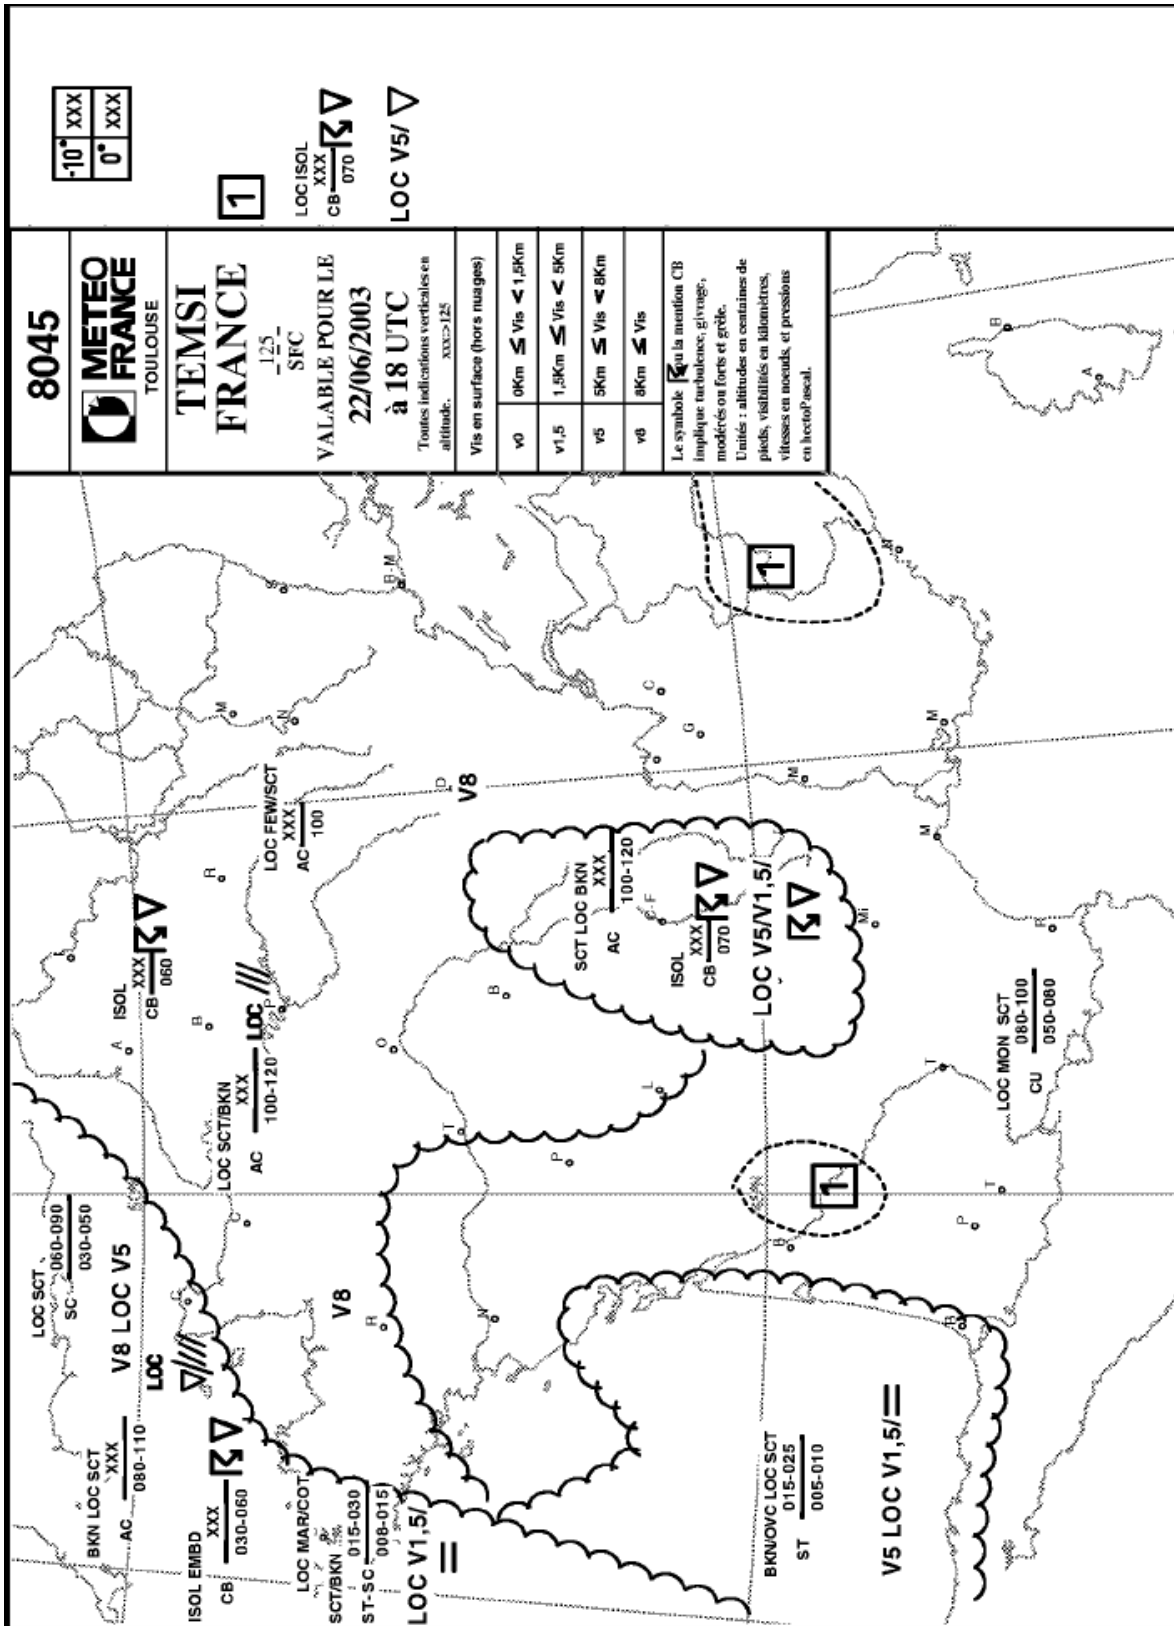 8045
METEO
FRANCE
TOULOUSE
TEMSI
FRANCE
125
SFC
VALABLE POUR LE
22/06/2003
à 18 UTC
Toutes indications verticales en
altitude. xxx>125
Vis en surface (hors nuages)
v0 0Km ≤ Vis < 1,5Km
v1,5 1,5Km ≤ Vis < 5Km
v5 5Km ≤ Vis < 8Km
v8 8Km ≤ Vis
Le symbole ou la mention CB
implique turbulence, givrage,
modérés ou forts et grêle.
Unités : altitudes en centaines de
pieds, visibilités en kilomètres,
vitesses en noeuds, et pressions
en hectoPascal.
-10° XXX
0° XXX
1
LOC ISOL
XXX
CB
070
LOC V5/
LOC SCT
060-090
SC
030-050
V8 LOC V5
LOC
BKN LOC SCT
XXX
AC
080-110
ISOL EMBD
XXX
CB
030-060
LOC MAR/COT
SCT/BKN
015-030
ST-SC
008-015
LOC V1,5/
ISOL
XXX
CB
060
LOC SCT/BKN
XXX
AC
100-120
LOC
LOC FEW/SCT
XXX
AC
100
V8
V8
SCT LOC BKN
XXX
AC
100-120
ISOL
XXX
CB
070
LOC V5/V1,5/
1
1
BKN/OVC LOC SCT
015-025
ST
005-010
V5 LOC V1,5/
LOC MON SCT
080-100
CU
050-080
L
A
B
R
P
C
C
M
N
S
B-M
D
O
B
T
R
N
P
L
C-F
L
G
C
M
N
M
M
Mi
P
B
T
T
P
B
B
A